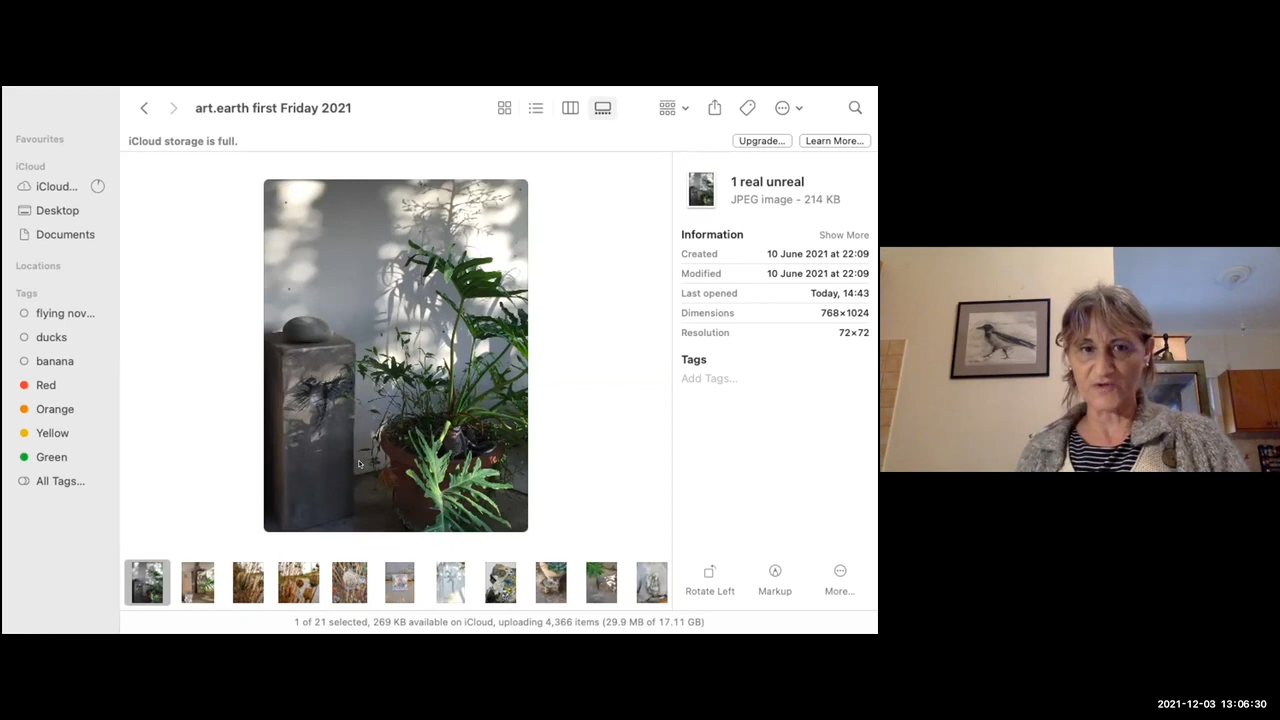 art.earth first Friday 2021
iCloud storage is full.
Upgrade...
Learn More...
Favourites
iCloud
iCloud...
Desktop
Documents
Locations
Tags
flying nov...
ducks
banana
Red
Orange
Yellow
Green
All Tags...
1 real unreal
JPEG image - 214 KB
Information Show More
Created 10 June 2021 at 22:09
Modified 10 June 2021 at 22:09
Last opened Today, 14:43
Dimensions 768×1024
Resolution 72×72
Tags
Add Tags...
Rotate Left
Markup
More...
1 of 21 selected, 269 KB available on iCloud, uploading 4,366 items (29.9 MB of 17.11 GB)
2021-12-03 13:06:30